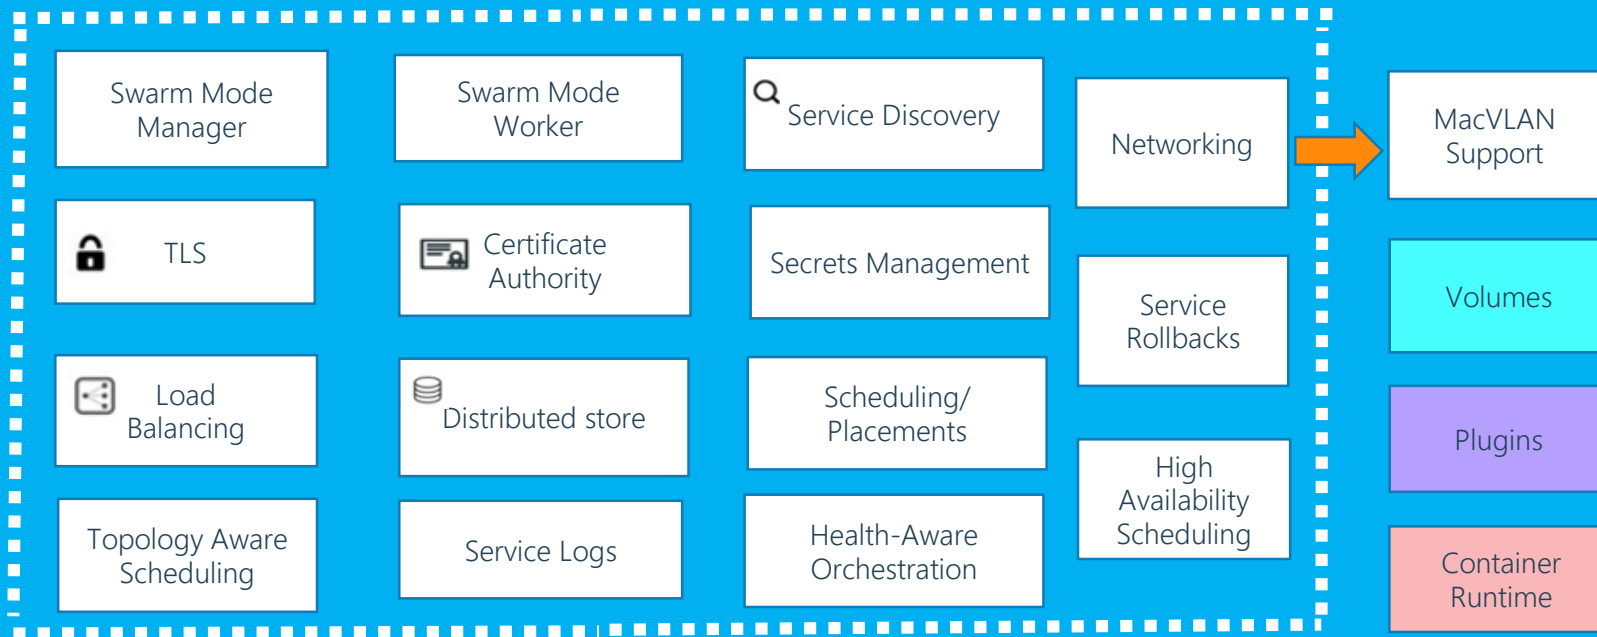 Swarm Mode
Manager
Swarm Mode
Worker
Service Discovery
Networking
MacVLAN
Support
TLS
Certificate
Authority
Secrets Management
Service
Rollbacks
Volumes
Load
Balancing
Distributed store
Scheduling/
Placements
High
Availability
Scheduling
Plugins
Topology Aware
Scheduling
Service Logs
Health-Aware
Orchestration
Container
Runtime